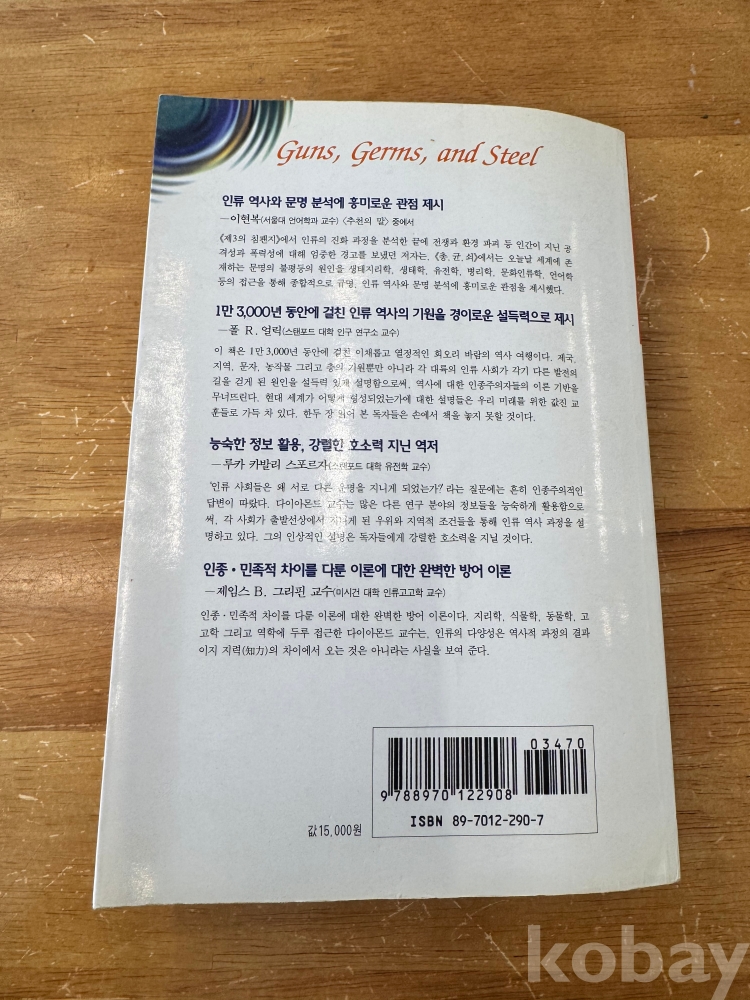 Guns, Germs, and Steel
인류 역사와 문명 분석에 흥미로운 관점 제시
—이현복(서울대 언어학과 교수) 〈추천의 말〉 중에서
《제3의 침팬지》에서 인류의 진화 과정을 분석한 끝에 전쟁과 환경 파괴 등 인간이 지닌 공
격성과 폭력성에 대해 엄중한 경고를 보냈던 저자는, 《총, 균, 쇠》에서는 오늘날 세계에 존
재하는 문명의 불평등의 원인을 생태지리학, 생태학, 유전학, 병리학, 문화인류학, 언어학
등의 접근을 통해 종합적으로 규명, 인류 역사와 문명 분석에 흥미로운 관점을 제시했다.
1만 3,000년 동안에 걸친 인류 역사의 기원을 경이로운 설득력으로 제시
—폴 R. 얼릭(스탠포드 대학 인구 연구소 교수)
이 책은 1만 3,000년 동안에 걸친 이채롭고 열정적인 회오리 바람의 역사 여행이다. 제국,
지역, 문자, 농작물 그리고 총의 기원뿐만 아니라 각 대륙의 인류 사회가 각기 다른 발전의
길을 걷게 된 원인을 설득력 있게 설명함으로써, 역사에 대한 인종주의자들의 이론 기반을
무너뜨린다. 현대 세계가 어떻게 형성되었는가에 대한 설명들은 우리 미래를 위한 값진 교
훈들로 가득 차 있다. 한두 장 읽어 본 독자들은 손에서 책을 놓지 못할 것이다.
능숙한 정보 활용, 강렬한 호소력 지닌 역저
—루카 카발리 스포르자(스탠포드 대학 유전학 교수)
'인류 사회들은 왜 서로 다른 운명을 지니게 되었는가?' 라는 질문에는 흔히 인종주의적인
답변이 따랐다. 다이아몬드 교수는 많은 다른 연구 분야의 정보들을 능숙하게 활용함으로
써, 각 사회가 출발선상에서 지니게 된 우위와 지역적 조건들을 통해 인류 역사 과정을 설
명하고 있다. 그의 인상적인 설명은 독자들에게 강렬한 호소력을 지닐 것이다.
인종·민족적 차이를 다룬 이론에 대한 완벽한 방어 이론
—제임스 B. 그리핀 교수(미시건 대학 인류고고학 교수)
인종·민족적 차이를 다룬 이론에 대한 완벽한 방어 이론이다. 지리학, 식물학, 동물학, 고
고학 그리고 역학에 두루 접근한 다이아몬드 교수는, 인류의 다양성은 역사적 과정의 결과
이지 지력(知力)의 차이에서 오는 것은 아니라는 사실을 보여 준다.
03470
9 788970 122908
ISBN 89-7012-290-7
값 15,000원
kobay